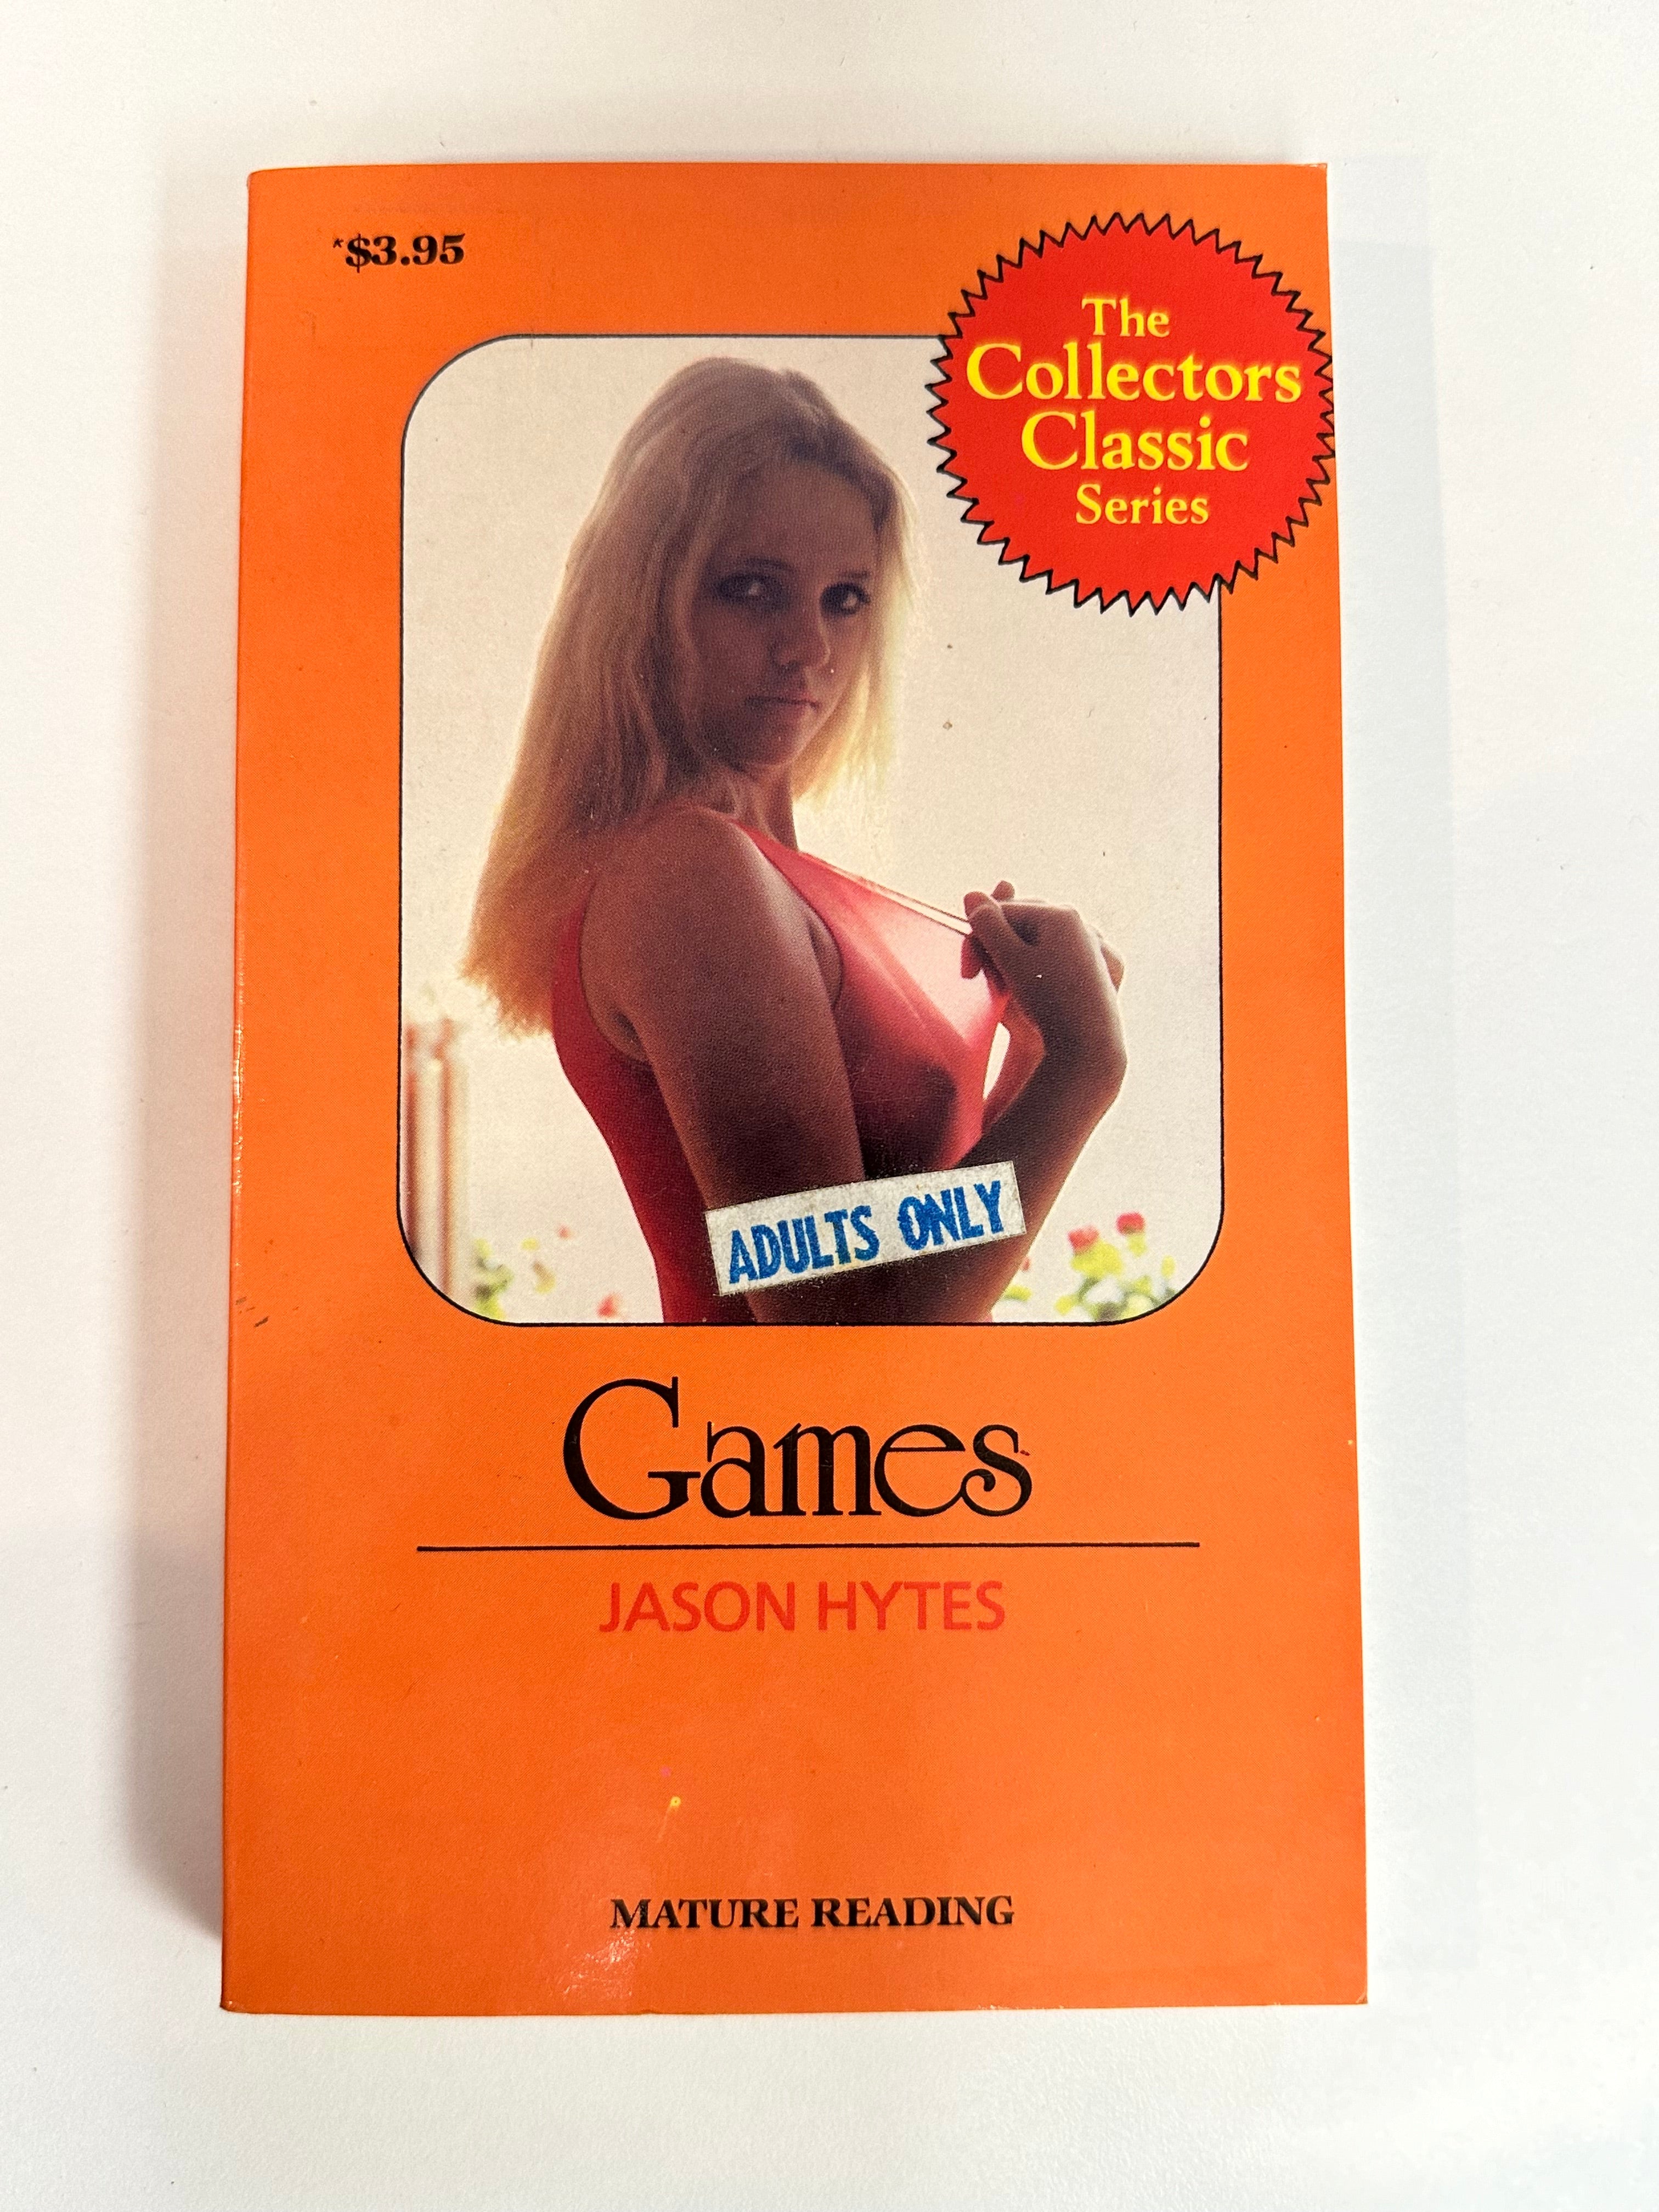 *$3.95
The
Collectors
Classic
Series
ADULTS ONLY
Games
JASON HYTES
MATURE READING